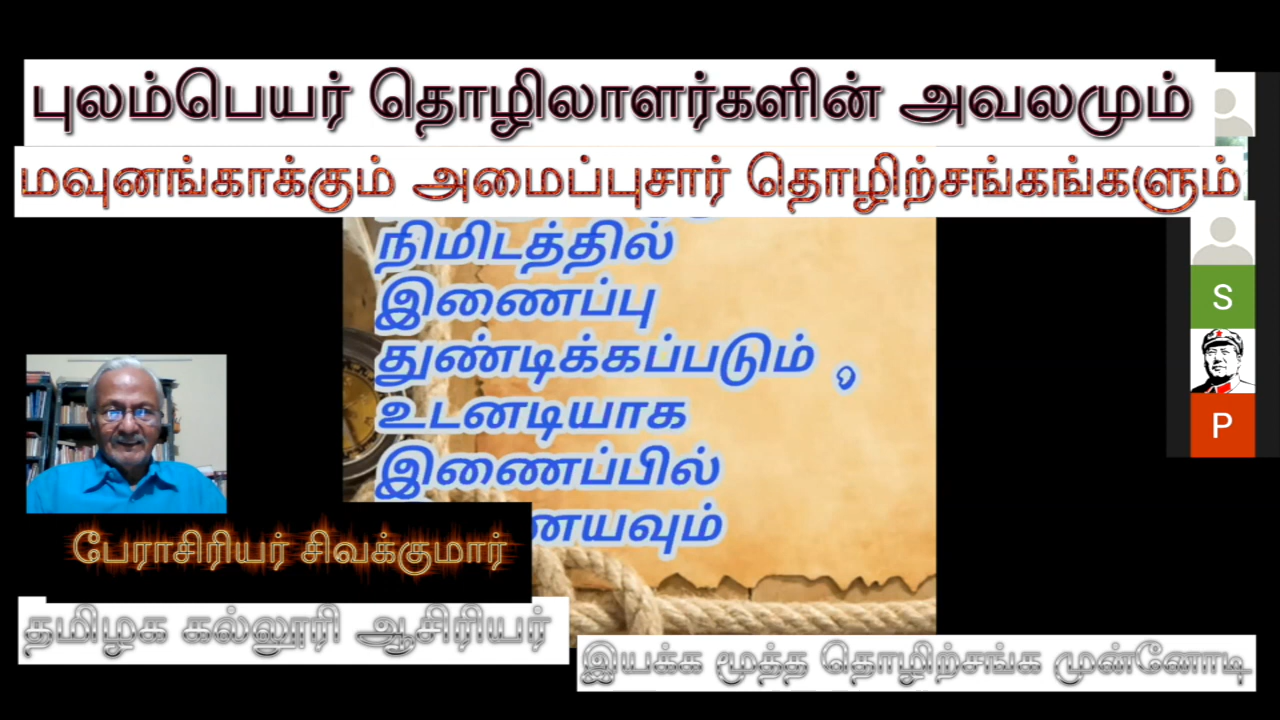 புலம்பெயர் தொழிலாளர்களின் அவலமும்
மவுனங்காக்கும் அமைப்புசார் தொழிற்சங்கங்களும்
நிமிடத்தில்
இணைப்பு
துண்டிக்கப்படும் ,
உடனடியாக
இணைப்பில்
S
P
பேராசிரியர் சிவக்குமார்
தமிழக கல்லூரி ஆசிரியர்
இயக்க மூத்த தொழிற்சங்க முன்னோடி